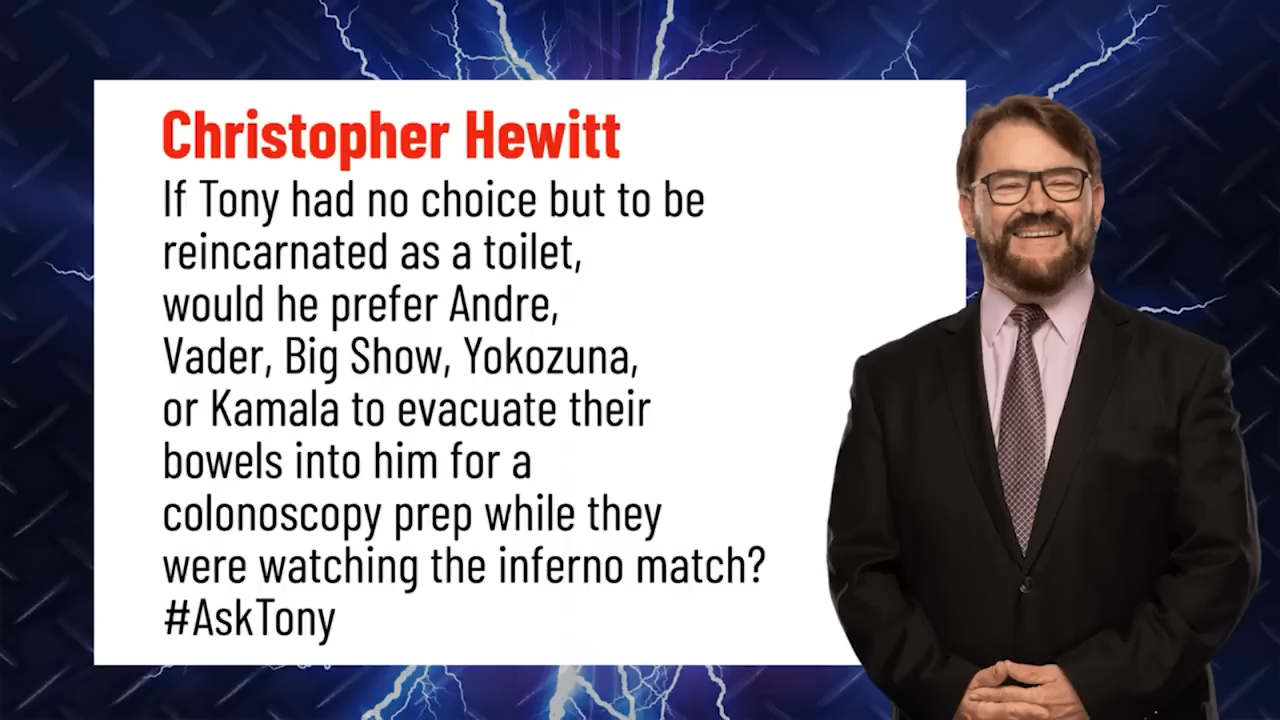 Christopher Hewitt
If Tony had no choice but to be
reincarnated as a toilet,
would he prefer Andre,
Vader, Big Show, Yokozuna,
or Kamala to evacuate their
bowels into him for a
colonoscopy prep while they
were watching the inferno match?
#AskTony